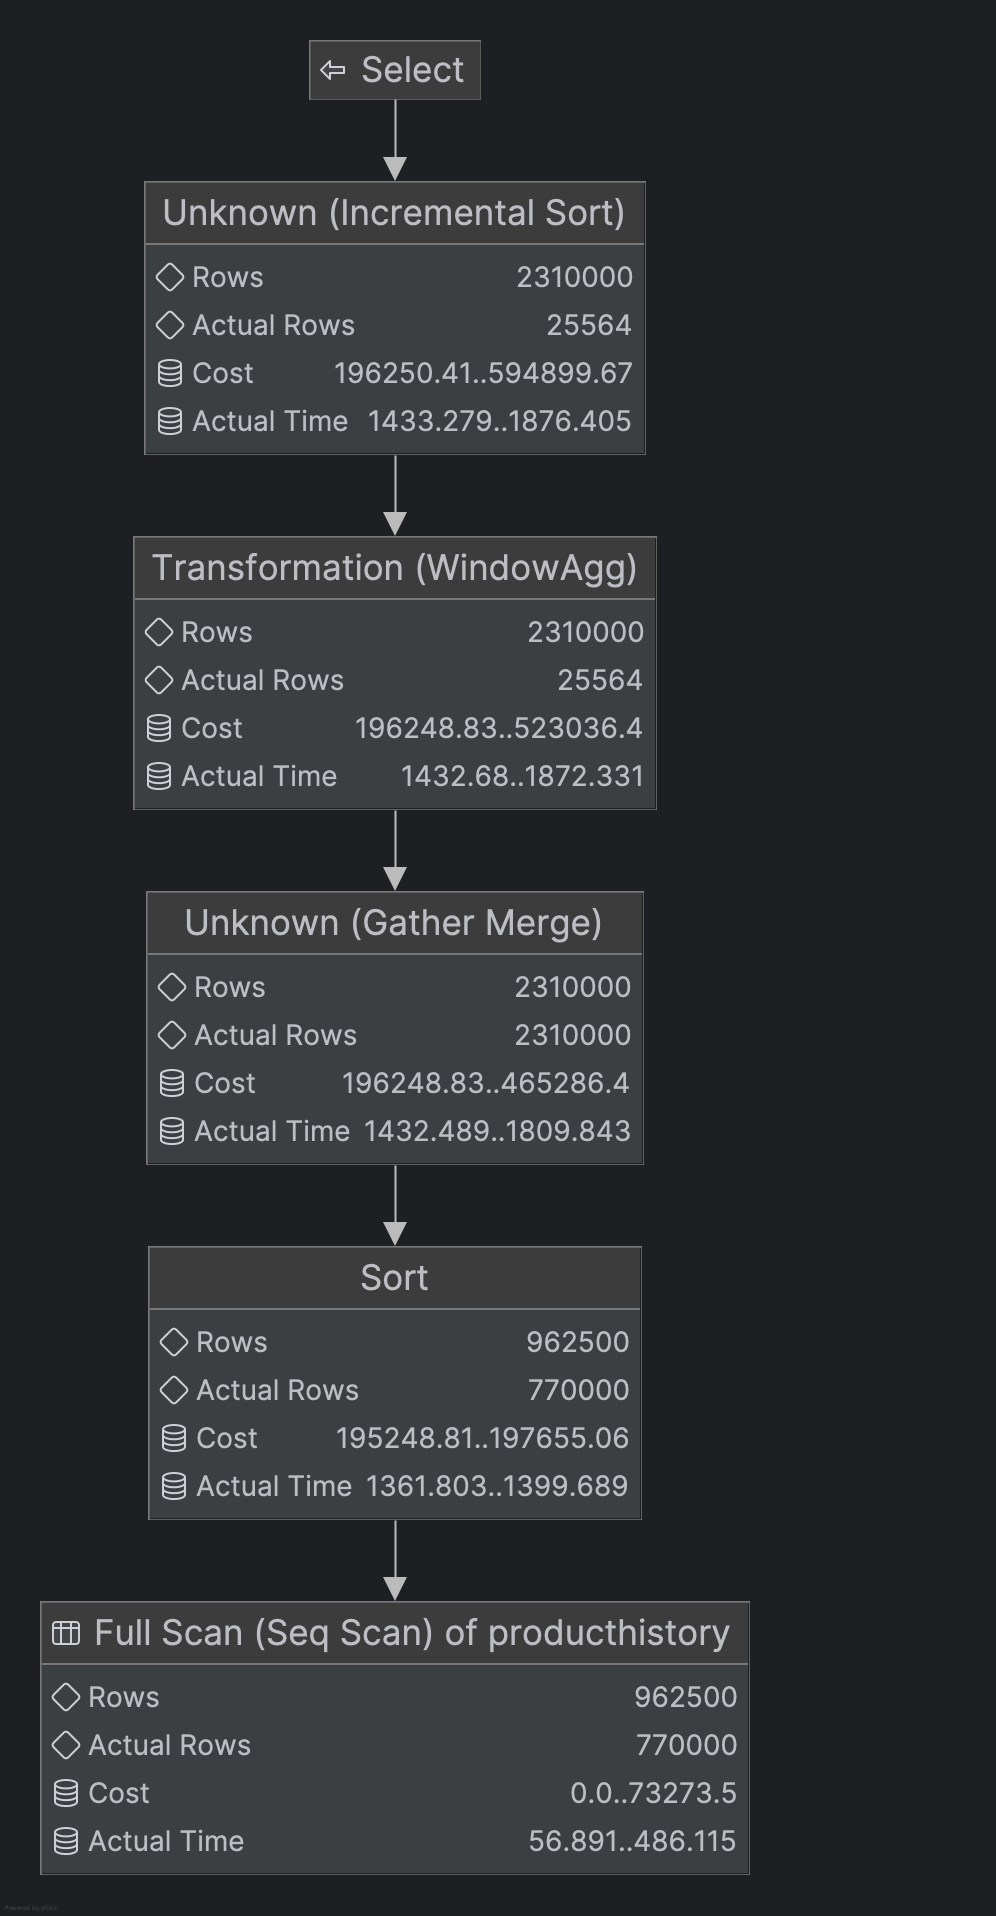 Select
Unknown (Incremental Sort)
Rows 2310000
Actual Rows 25564
Cost 196250.41..594899.67
Actual Time 1433.279..1876.405
Transformation (WindowAgg)
Rows 2310000
Actual Rows 25564
Cost 196248.83..523036.4
Actual Time 1432.68..1872.331
Unknown (Gather Merge)
Rows 2310000
Actual Rows 2310000
Cost 196248.83..465286.4
Actual Time 1432.489..1809.843
Sort
Rows 962500
Actual Rows 770000
Cost 195248.81..197655.06
Actual Time 1361.803..1399.689
Full Scan (Seq Scan) of producthistory
Rows 962500
Actual Rows 770000
Cost 0.0..73273.5
Actual Time 56.891..486.115
Powered by yFiles